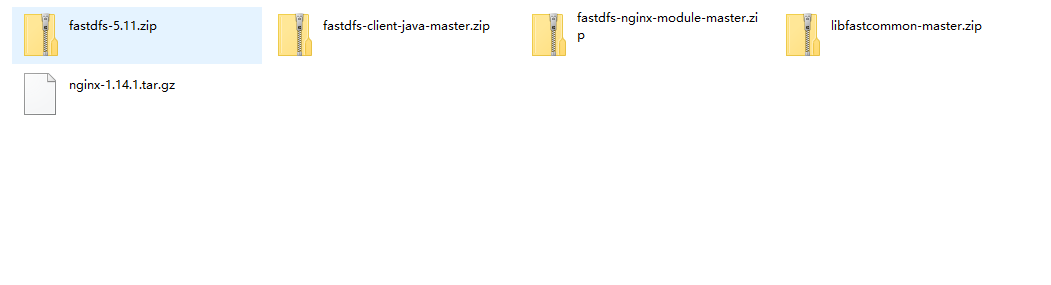 fastdfs-5.11.zip
fastdfs-client-java-master.zip
fastdfs-nginx-module-master.zi
p
libfastcommon-master.zip
nginx-1.14.1.tar.gz